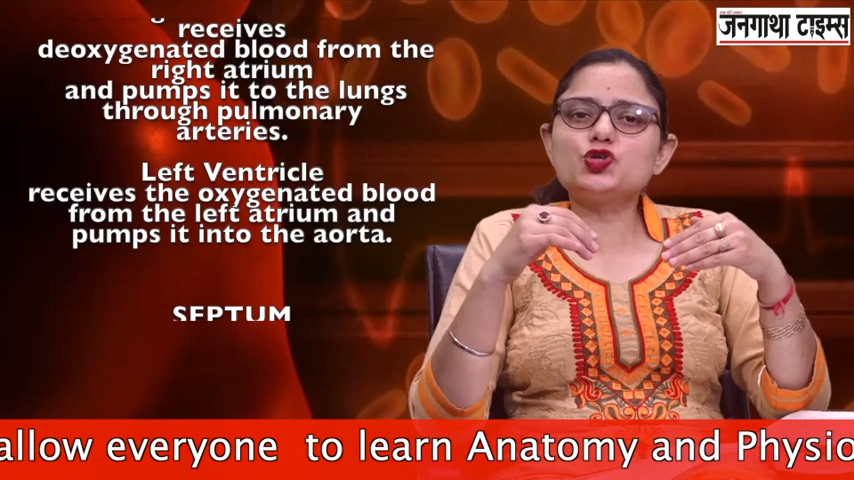 receives
deoxygenated blood from the
right atrium
and pumps it to the lungs
through pulmonary
arteries.
Left Ventricle
receives the oxygenated blood
from the left atrium and
pumps it into the aorta.
SEPTUM
जनगाथा टाइम्स
allow everyone to learn Anatomy and Physio